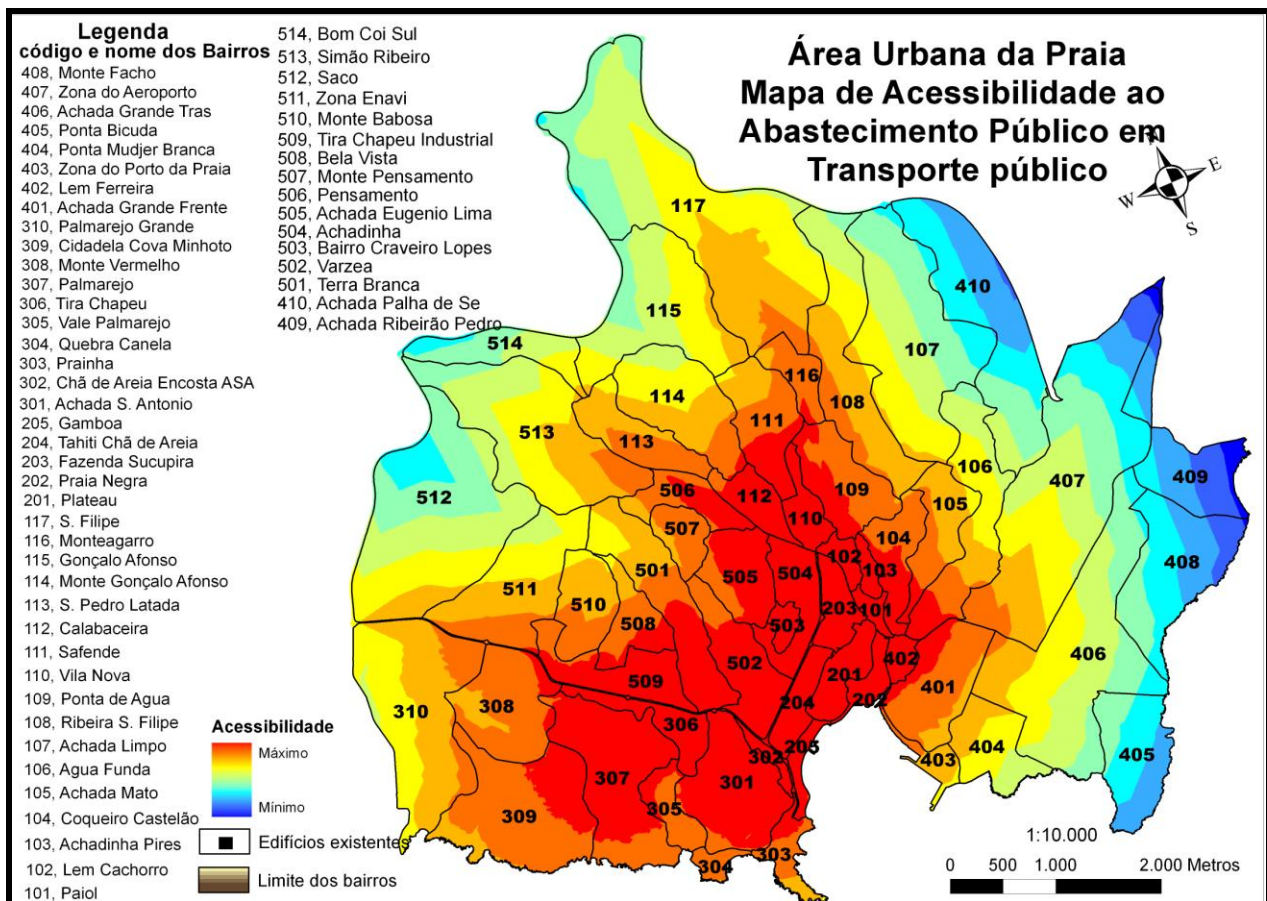 Legenda
código e nome dos Bairros
408, Monte Facho
407, Zona do Aeroporto
406, Achada Grande Tras
405, Ponta Bicuda
404, Ponta Mudjer Branca
403, Zona do Porto da Praia
402, Lem Ferreira
401, Achada Grande Frente
310, Palmarejo Grande
309, Cidadela Cova Minhoto
308, Monte Vermelho
307, Palmarejo
306, Tira Chapeu
305, Vale Palmarejo
304, Quebra Canela
303, Prainha
302, Chã de Areia Encosta ASA
301, Achada S. Antonio
205, Gamboa
204, Tahiti Chã de Areia
203, Fazenda Sucupira
202, Praia Negra
201, Plateau
117, S. Filipe
116, Monteagarro
115, Gonçalo Afonso
114, Monte Gonçalo Afonso
113, S. Pedro Latada
112, Calabaceira
111, Safende
110, Vila Nova
109, Ponta de Agua
108, Ribeira S. Filipe
107, Achada Limpo
106, Agua Funda
105, Achada Mato
104, Coqueiro Castelão
103, Achadinha Pires
102, Lem Cachorro
101, Paiol
514, Bom Coi Sul
513, Simão Ribeiro
512, Saco
511, Zona Enavi
510, Monte Babosa
509, Tira Chapeu Industrial
508, Bela Vista
507, Monte Pensamento
506, Pensamento
505, Achada Eugenio Lima
504, Achadinha
503, Bairro Craveiro Lopes
502, Varzea
501, Terra Branca
410, Achada Palha de Se
409, Achada Ribeirão Pedro
Área Urbana da Praia
Mapa de Acessibilidade ao
Abastecimento Público em
Transporte público
N
E
W
S
117
410
115
107
514
116
114
108
111
513
113
106
407
409
512
506
112
109
105
110
507
104
408
102
501
505
504
103
511
510
203
101
503
508
406
502
402
201
509
401
308
310
204
202
306
404
205
405
302
403
307
301
305
309
303
304
Acessibilidade
Máximo
Mínimo
Edifícios existentes
Limite dos bairros
1:10.000
0 500 1.000 2.000 Metros